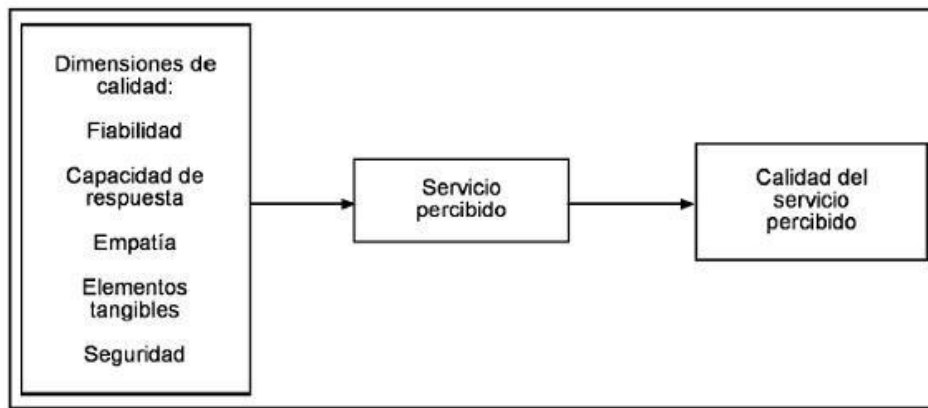 Dimensiones de
calidad:
Fiabilidad
Capacidad de
respuesta
Empatía
Elementos
tangibles
Seguridad
Servicio
percibido
Calidad del
servicio
percibido